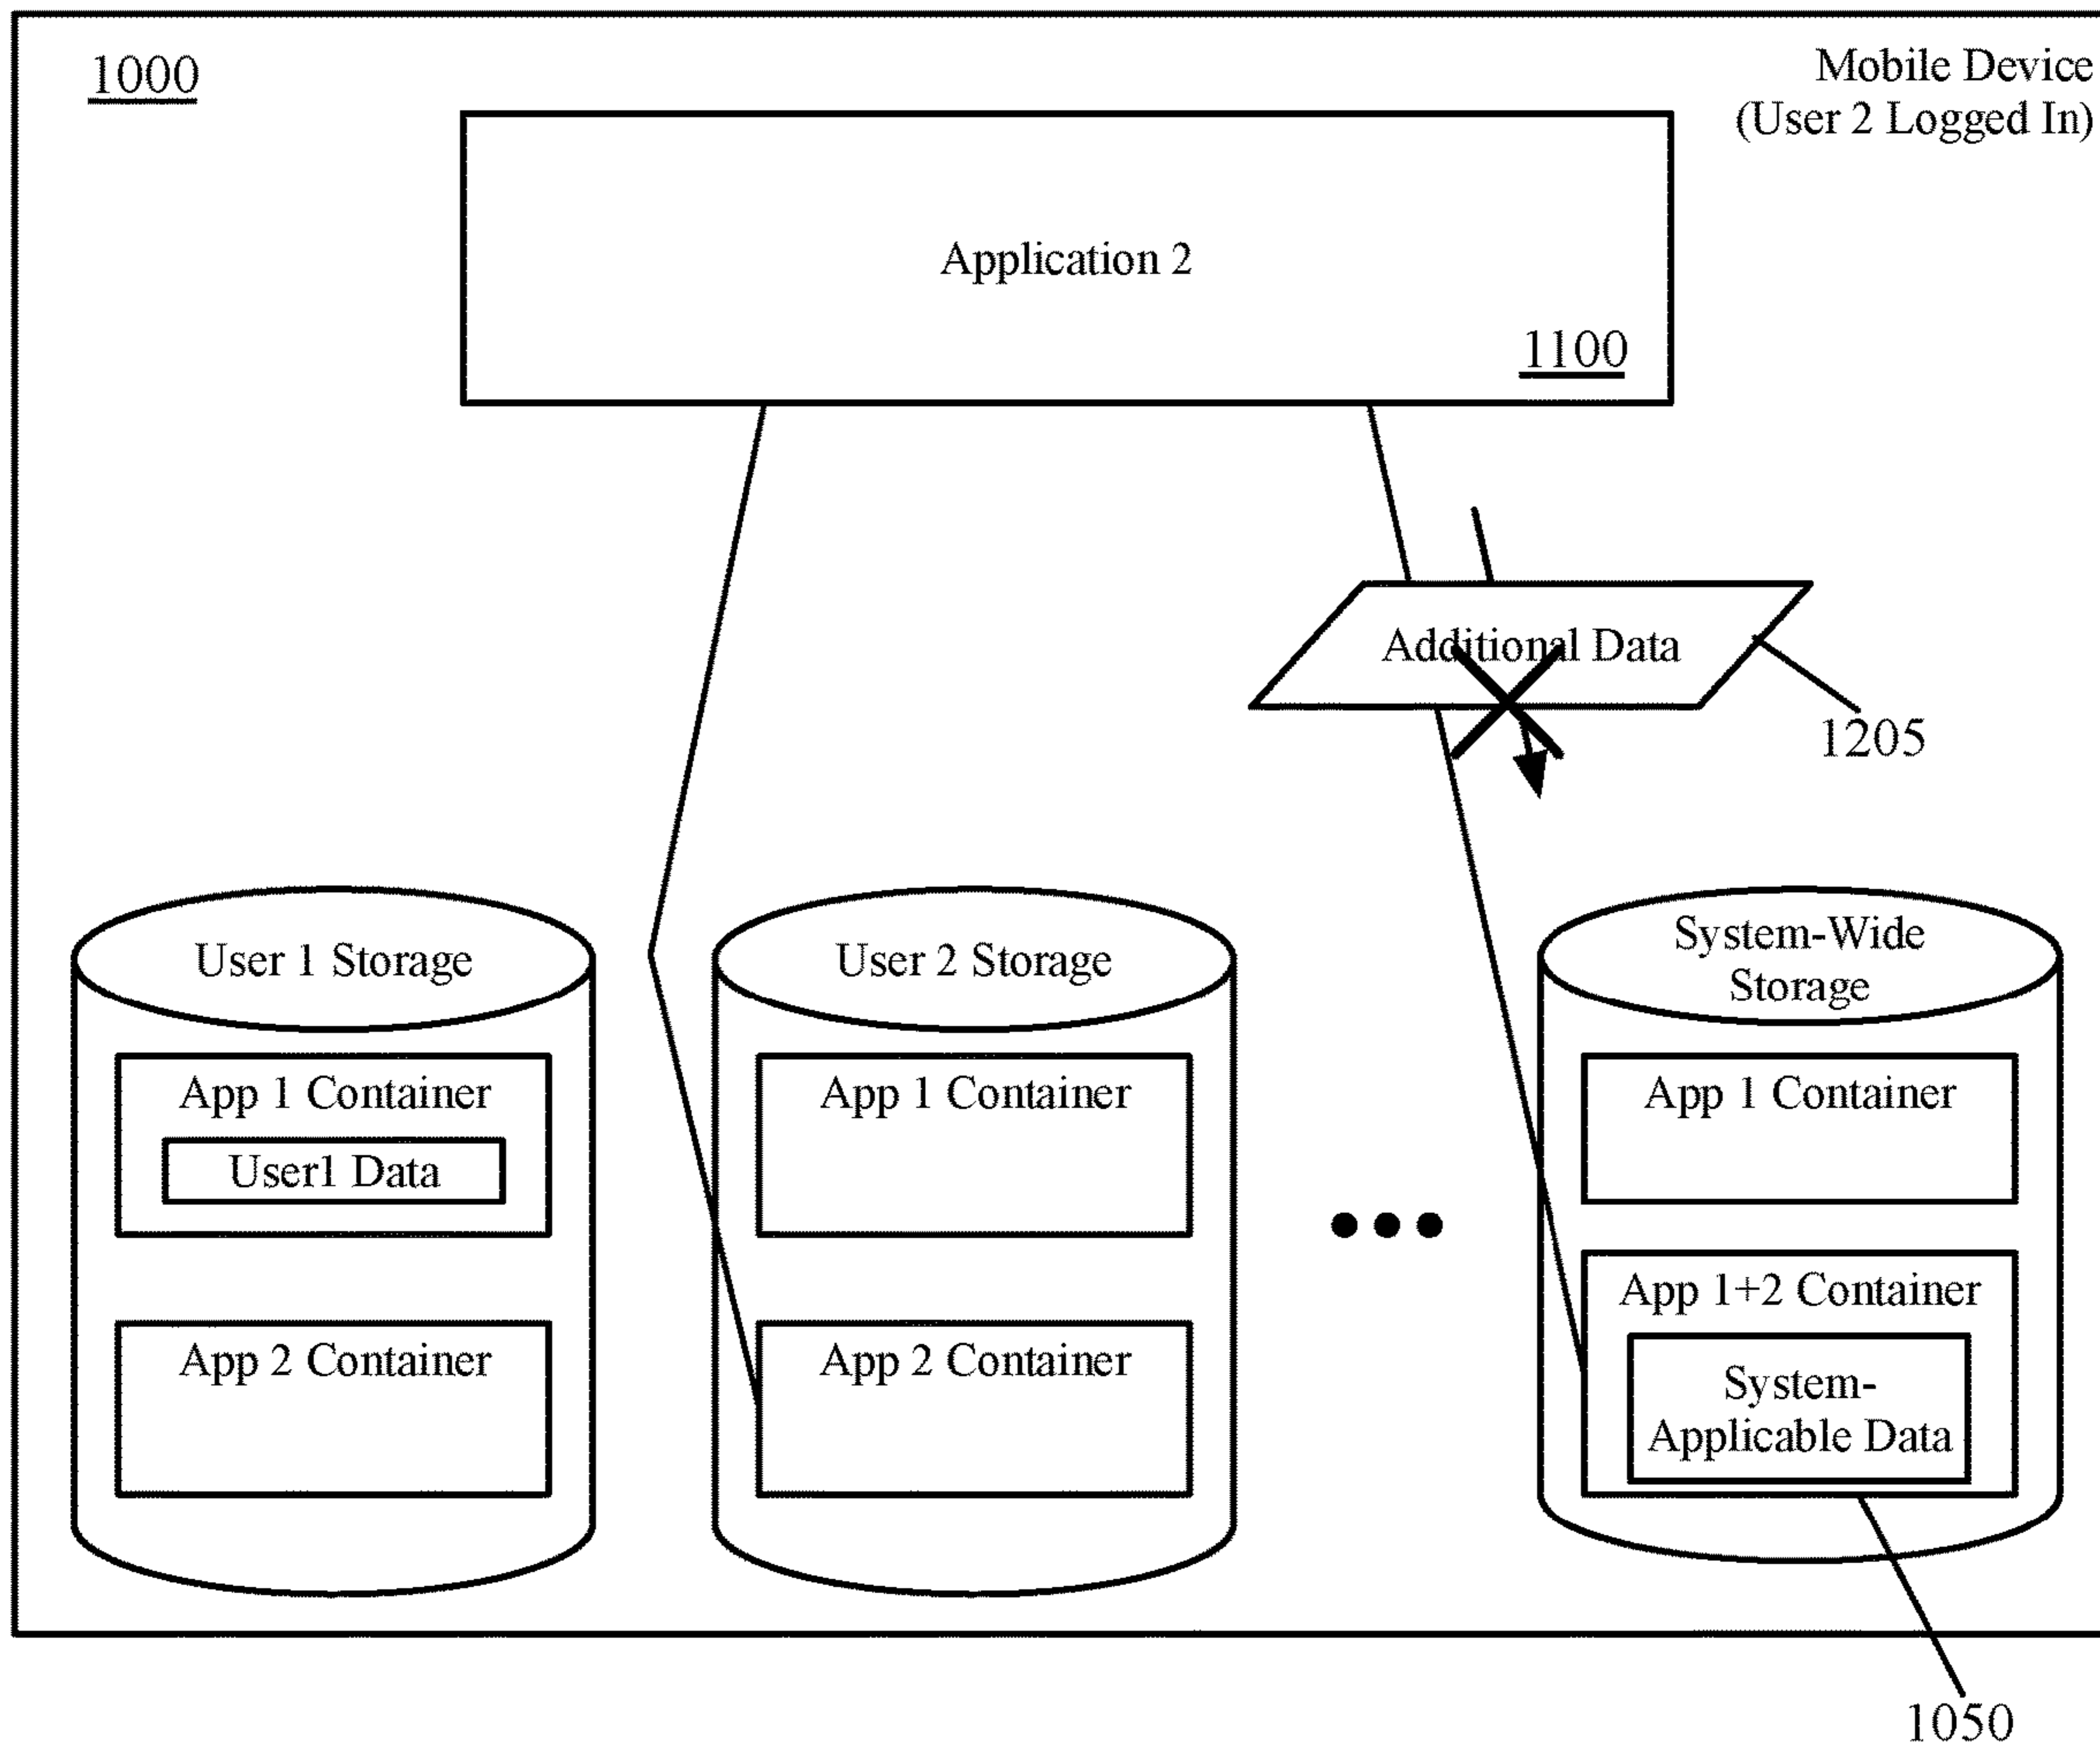 1000
Mobile Device
(User 2 Logged In)
Application 2
1100
Additional Data
1205
User 1 Storage
App 1 Container
User1 Data
App 2 Container
User 2 Storage
App 1 Container
App 2 Container
System-Wide
Storage
App 1 Container
App 1+2 Container
System-
Applicable Data
1050